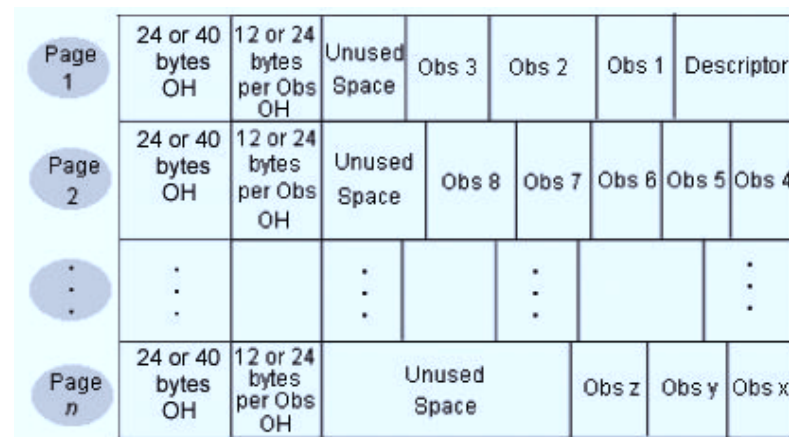 Page
1
24 or 40
bytes
OH
12 or 24
bytes
per Obs
OH
Unused
Space
Obs 3
Obs 2
Obs 1
Descriptor
Page
2
24 or 40
bytes
OH
12 or 24
bytes
per Obs
OH
Unused
Space
Obs 8
Obs 7
Obs 6
Obs 5
Obs 4
Page
n
24 or 40
bytes
OH
12 or 24
bytes
per Obs
OH
Unused
Space
Obs z
Obs y
Obs x